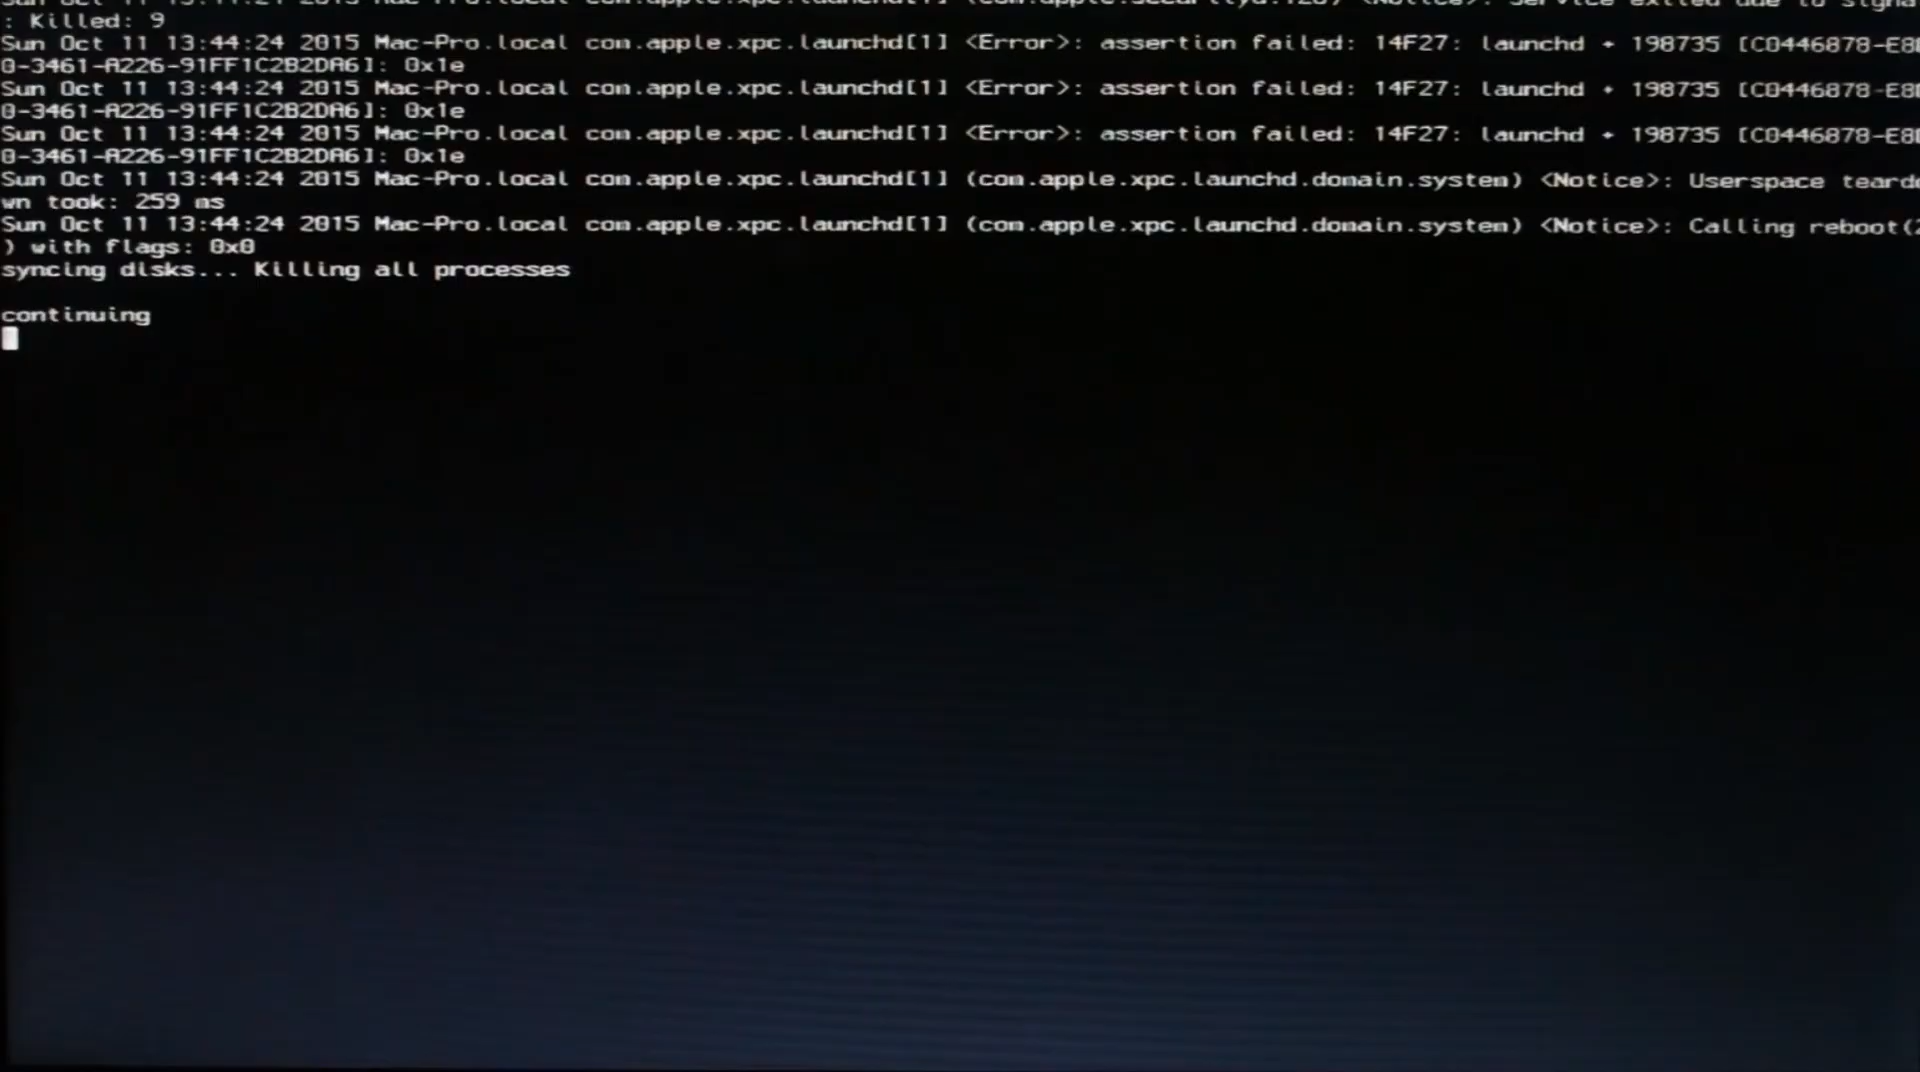 : Killed: 9
Sun Oct 11 13:44:24 2015 Mac-Pro.local com.apple.xpc.launchd[1] <Error>: assertion failed: 14F27: launchd + 198735 [C0446878-E8
0-3461-A226-91FF1C2B2DA6]: 0x1e
Sun Oct 11 13:44:24 2015 Mac-Pro.local com.apple.xpc.launchd[1] <Error>: assertion failed: 14F27: launchd + 198735 [C0446878-E8
0-3461-A226-91FF1C2B2DA6]: 0x1e
Sun Oct 11 13:44:24 2015 Mac-Pro.local com.apple.xpc.launchd[1] <Error>: assertion failed: 14F27: launchd + 198735 [C0446878-E8
0-3461-A226-91FF1C2B2DA6]: 0x1e
Sun Oct 11 13:44:24 2015 Mac-Pro.local com.apple.xpc.launchd[1] (com.apple.xpc.launchd.domain.system) <Notice>: Userspace teard
wn took: 259 ms
Sun Oct 11 13:44:24 2015 Mac-Pro.local com.apple.xpc.launchd[1] (com.apple.xpc.launchd.domain.system) <Notice>: Calling reboot(
) with flags: 0x0
syncing disks... Killing all processes
continuing